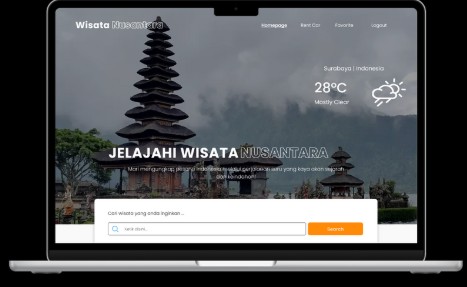 Wisata Nusantara
Homepage
Rent Car
Favorite
Logout
Surabaya | Indonesia
28°C
Mostly Clear
JELAJAHI WISATA NUSANTARA
Mari mengungkap pesona Indonesia melalui perjalanan seru yang kaya akan sejarah
dan keindahan!
Cari wisata yang anda inginkan ...
Search